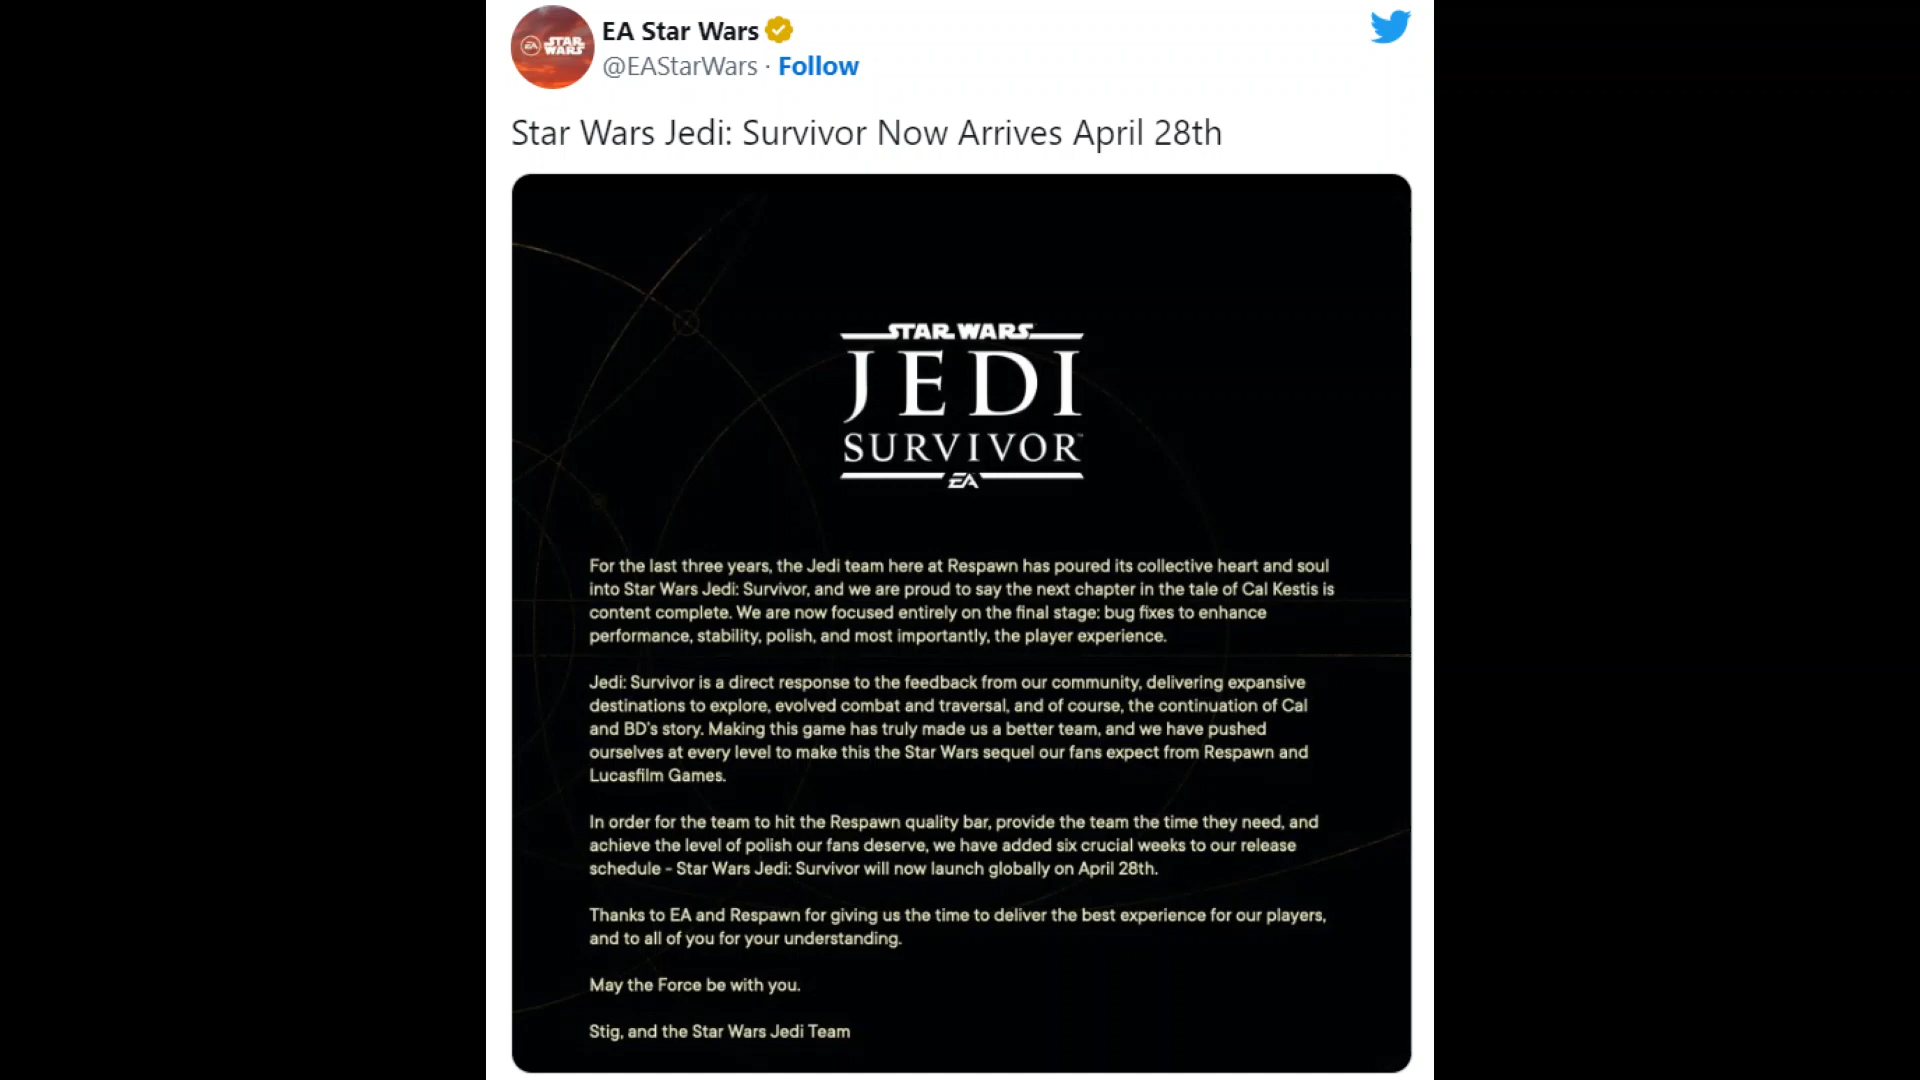 EA Star Wars
@EAStarWars · Follow
Star Wars Jedi: Survivor Now Arrives April 28th
EA STAR WARS
STAR WARS
JEDI
SURVIVOR™
EA
For the last three years, the Jedi team here at Respawn has poured its collective heart and soul
into Star Wars Jedi: Survivor, and we are proud to say the next chapter in the tale of Cal Kestis is
content complete. We are now focused entirely on the final stage: bug fixes to enhance
performance, stability, polish, and most importantly, the player experience.
Jedi: Survivor is a direct response to the feedback from our community, delivering expansive
destinations to explore, evolved combat and traversal, and of course, the continuation of Cal
and BD's story. Making this game has truly made us a better team, and we have pushed
ourselves at every level to make this the Star Wars sequel our fans expect from Respawn and
Lucasfilm Games.
In order for the team to hit the Respawn quality bar, provide the team the time they need, and
achieve the level of polish our fans deserve, we have added six crucial weeks to our release
schedule - Star Wars Jedi: Survivor will now launch globally on April 28th.
Thanks to EA and Respawn for giving us the time to deliver the best experience for our players,
and to all of you for your understanding.
May the Force be with you.
Stig, and the Star Wars Jedi Team